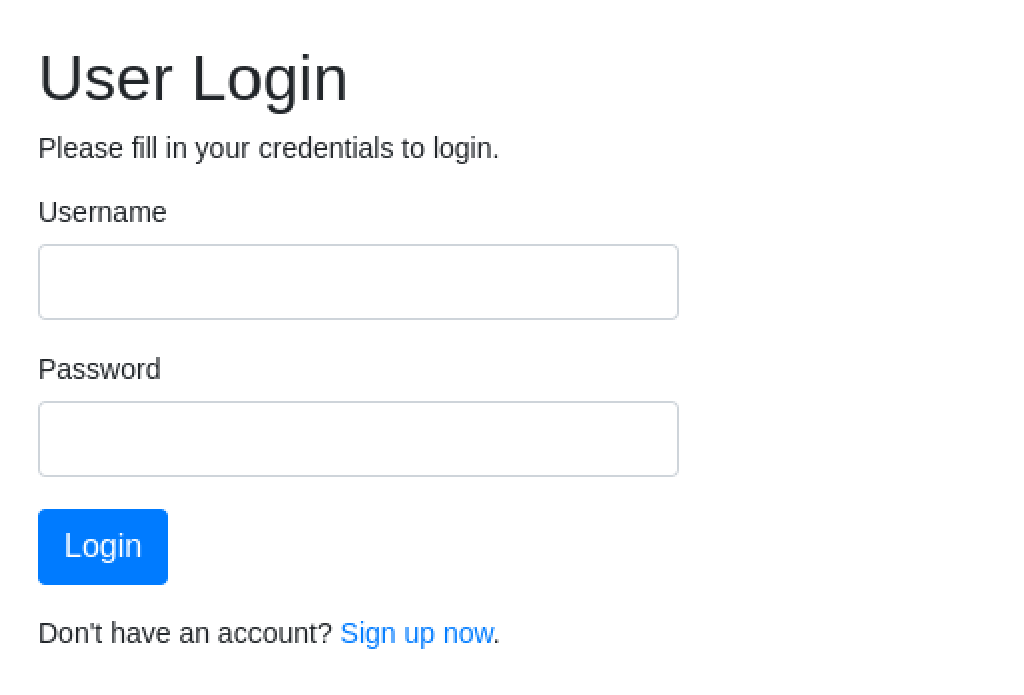 User Login
Please fill in your credentials to login.
Username
Password
Login
Don't have an account? Sign up now.